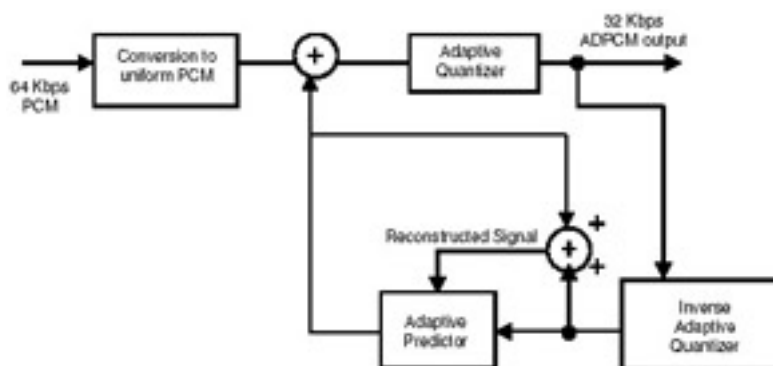 32 Kbps
ADPCM output
Conversion to
uniform PCM
+
Adaptive
Quantizer
64 Kbps
PCM
+
Reconstructed Signal
+
+
Adaptive
Predictor
Inverse
Adaptive
Quantizer